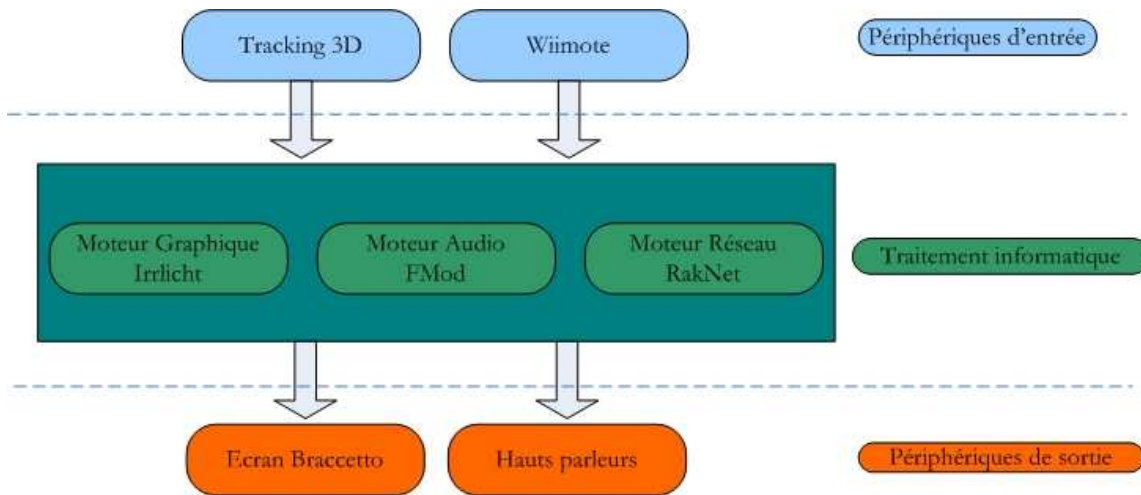 Tracking 3D
Wiimote
Périphériques d'entrée
Moteur Graphique
Irrlicht
Moteur Audio
FMod
Moteur Réseau
RakNet
Traitement informatique
Ecran Braccetto
Hauts parleurs
Périphériques de sortie